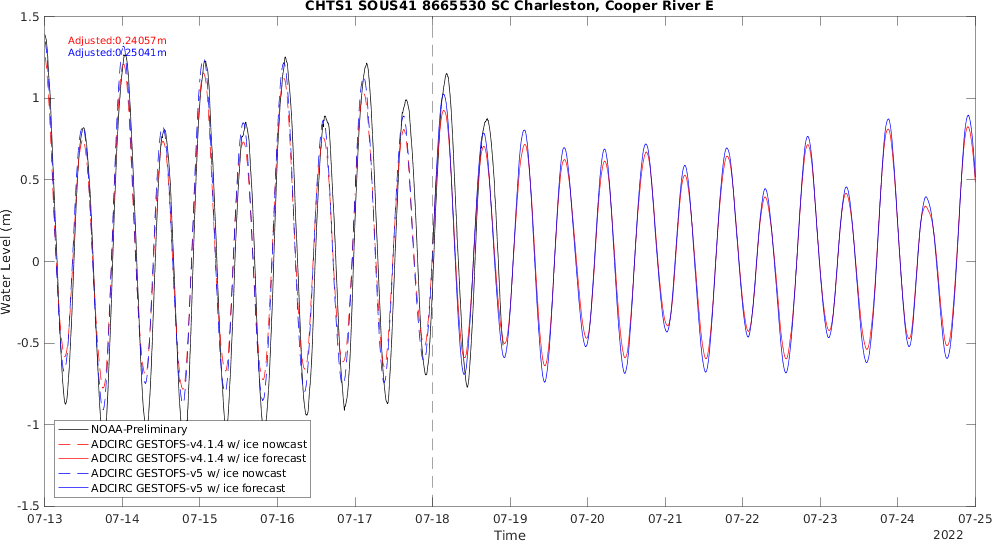 CHTS1 SOUS41 8665530 SC Charleston, Cooper River E
Adjusted:0.24057m
Adjusted:0.25041m
1.5
1
0.5
0
-0.5
-1
-1.5
Water Level (m)
NOAA-Preliminary
ADCIRC GESTOFS-v4.1.4 w/ ice nowcast
ADCIRC GESTOFS-v4.1.4 w/ ice forecast
ADCIRC GESTOFS-v5 w/ ice nowcast
ADCIRC GESTOFS-v5 w/ ice forecast
07-13 07-14 07-15 07-16 07-17 07-18 07-19 07-20 07-21 07-22 07-23 07-24 07-25
Time
2022